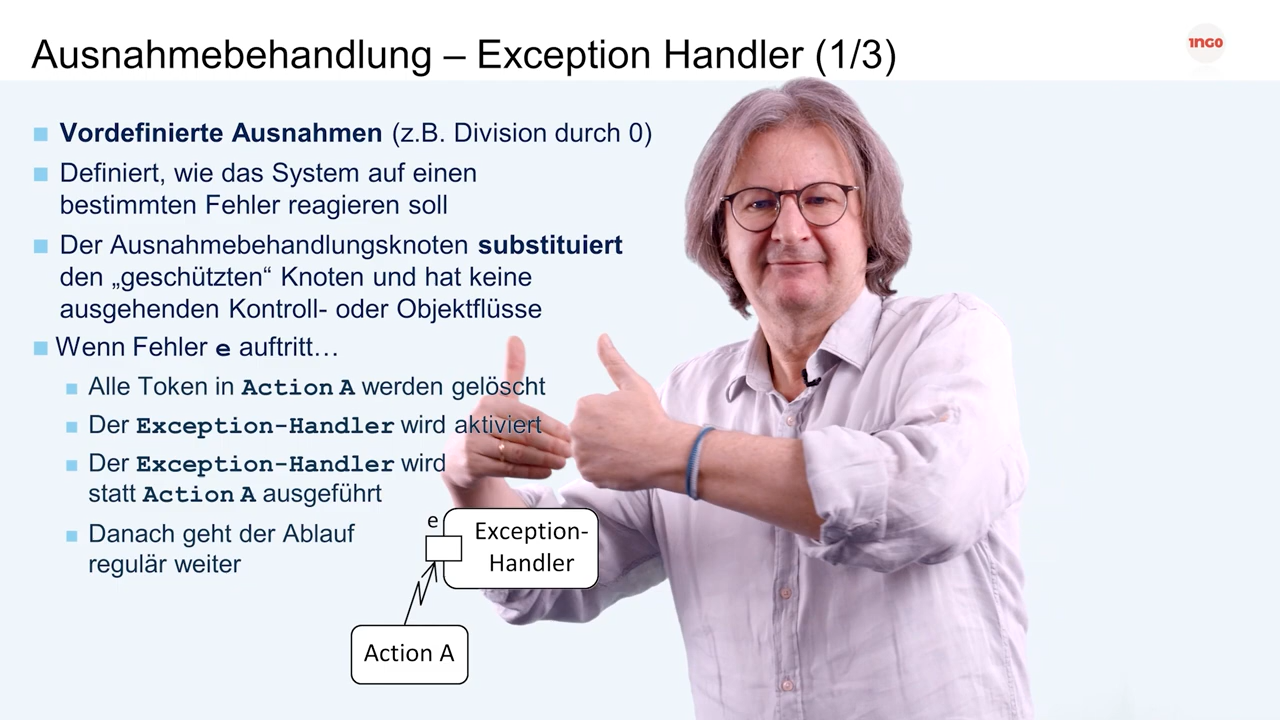 Ausnahmebehandlung – Exception Handler (1/3)
1NGO
Vordefinierte Ausnahmen (z.B. Division durch 0)
Definiert, wie das System auf einen
bestimmten Fehler reagieren soll
Der Ausnahmebehandlungsknoten substituiert
den „geschützten“ Knoten und hat keine
ausgehenden Kontroll- oder Objektflüsse
Wenn Fehler e auftritt…
Alle Token in Action A werden gelöscht
Der Exception-Handler wird aktiviert
Der Exception-Handler wird
statt Action A ausgeführt
Danach geht der Ablauf
regulär weiter
e
Exception-
Handler
Action A